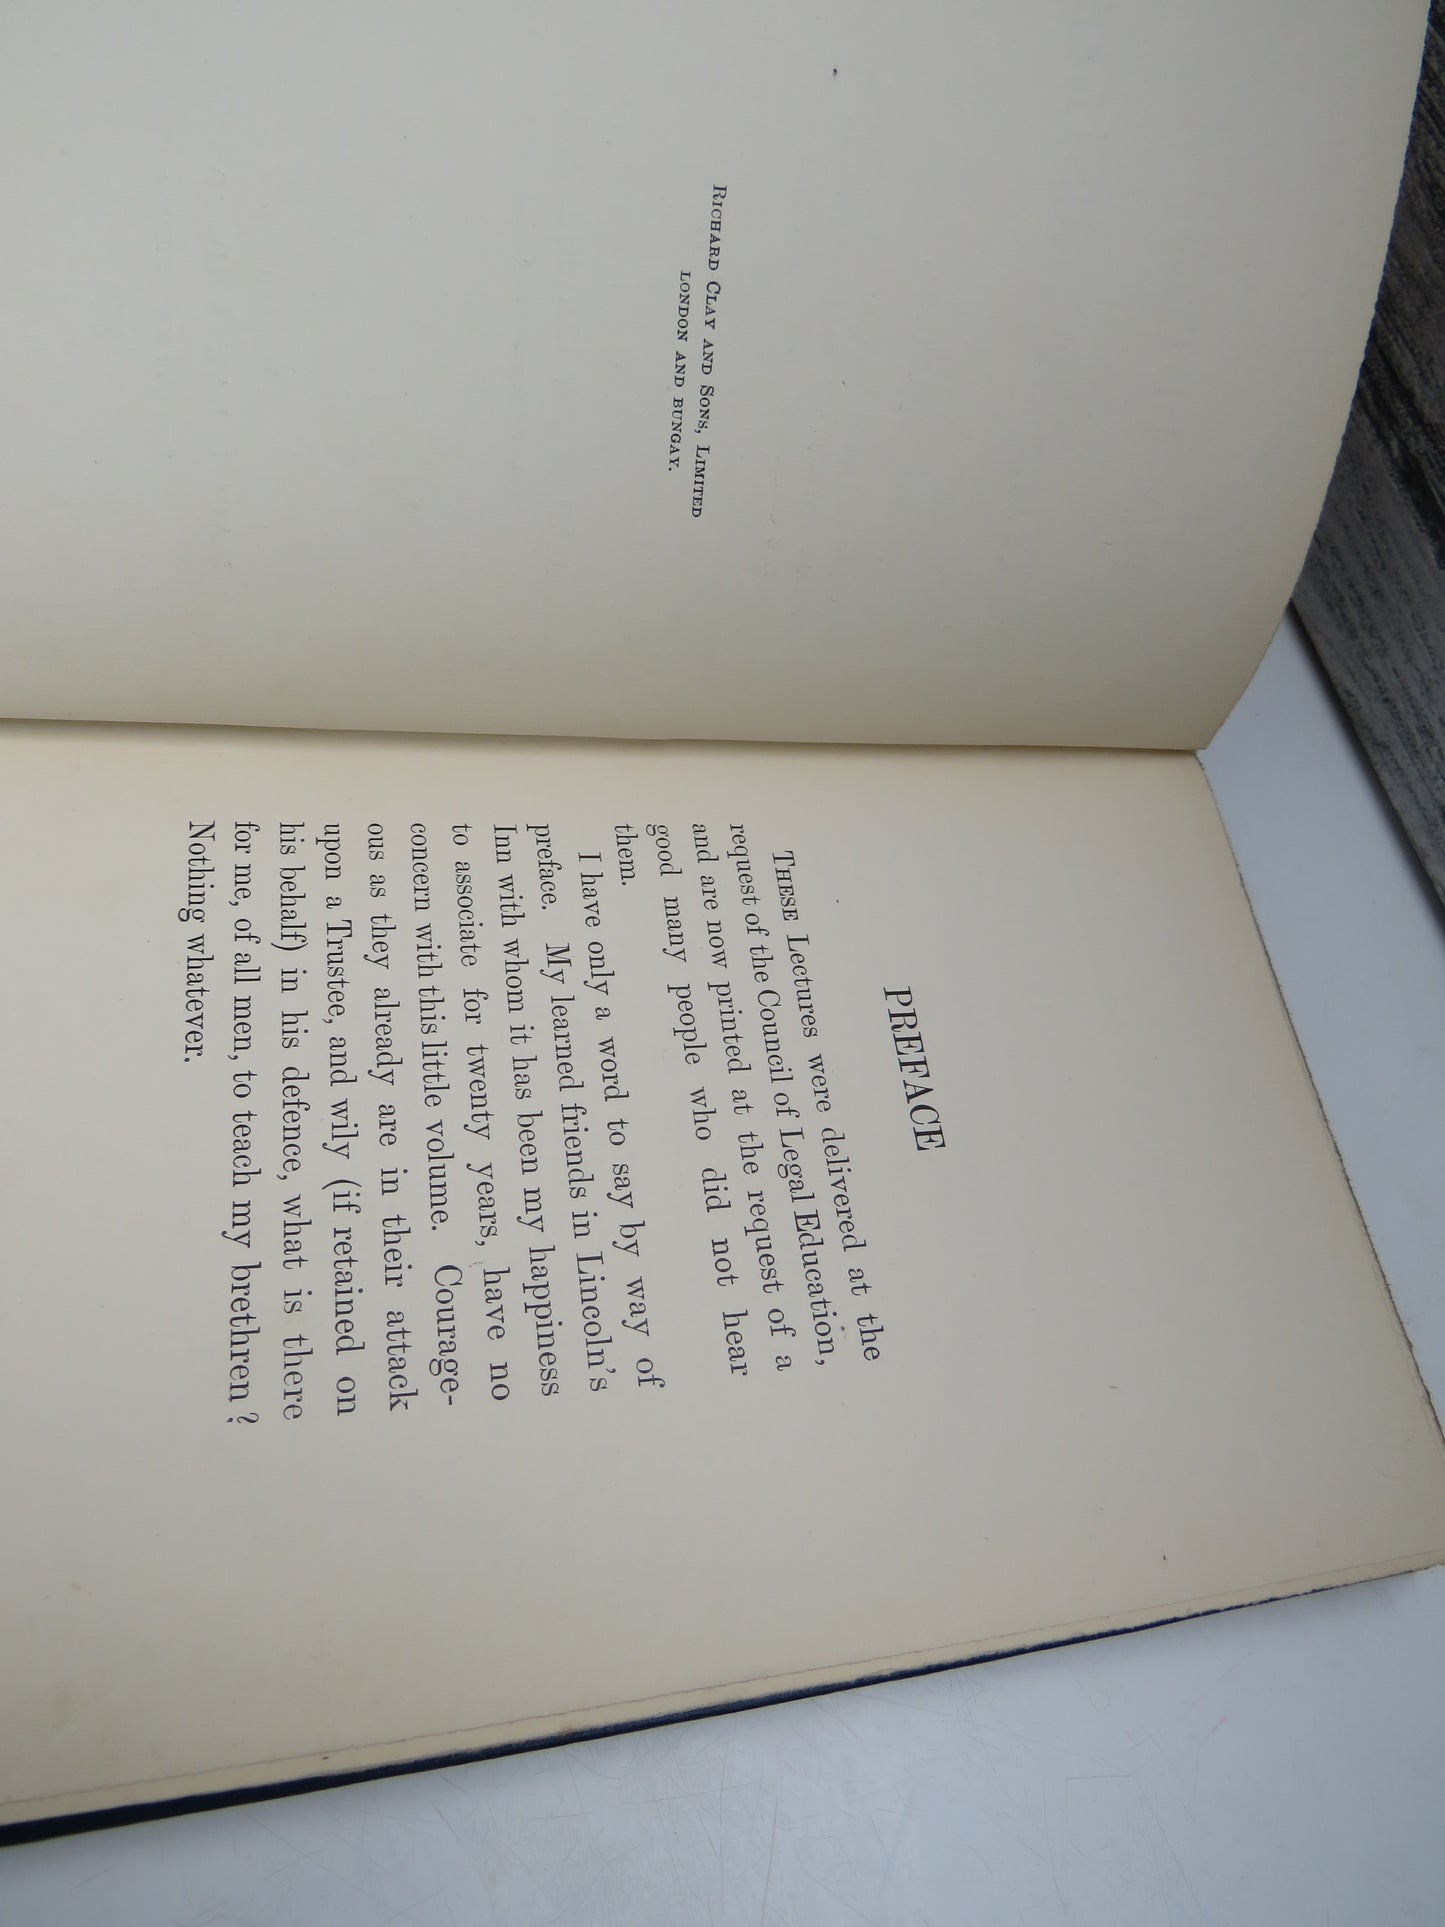 RICHARD CLAY AND SONS, LIMITED
LONDON AND BUNGAY.
PREFACE
THESE Lectures were delivered at the
request of the Council of Legal Education,
and are now printed at the request of a
good many people who did not hear
them.
I have only a word to say by way of
preface. My learned friends in Lincoln's
Inn with whom it has been my happiness
to associate for twenty years, have no
concern with this little volume. Courage-
ous as they already are in their attack
upon a Trustee, and wily (if retained on
his behalf) in his defence, what is there
for me, of all men, to teach my brethren ?
Nothing whatever.